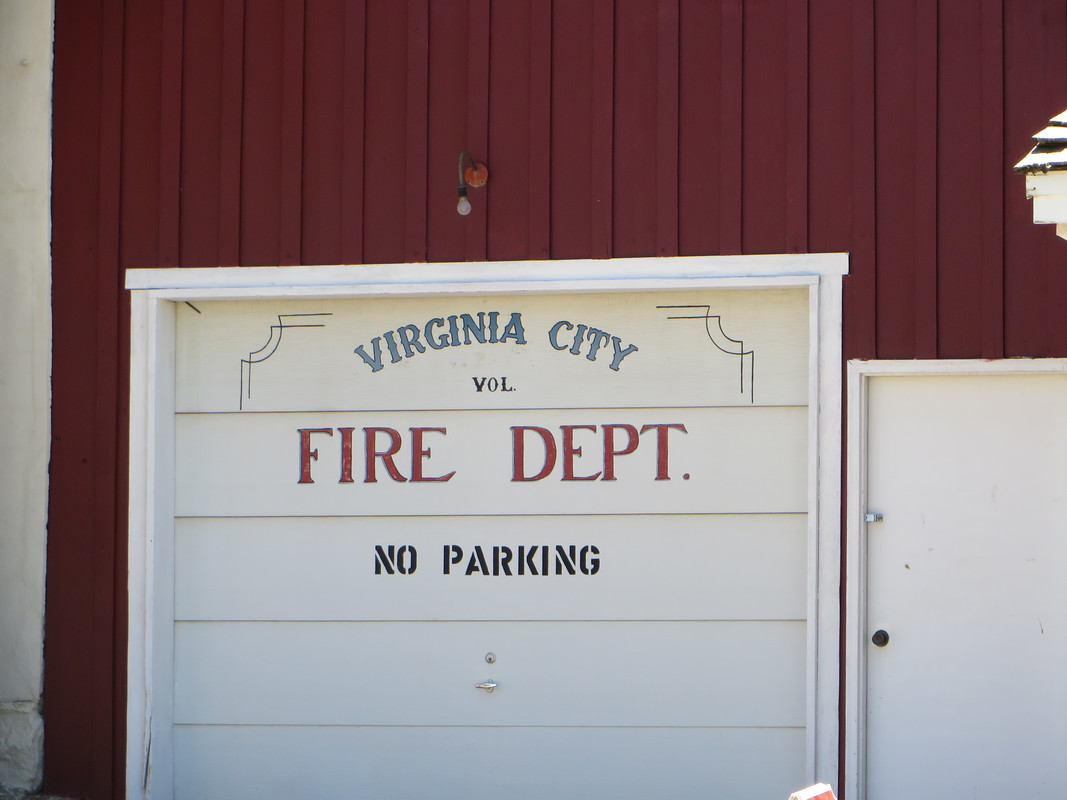 VIRGINIA CITY
VOL.
FIRE DEPT.
NO PARKING